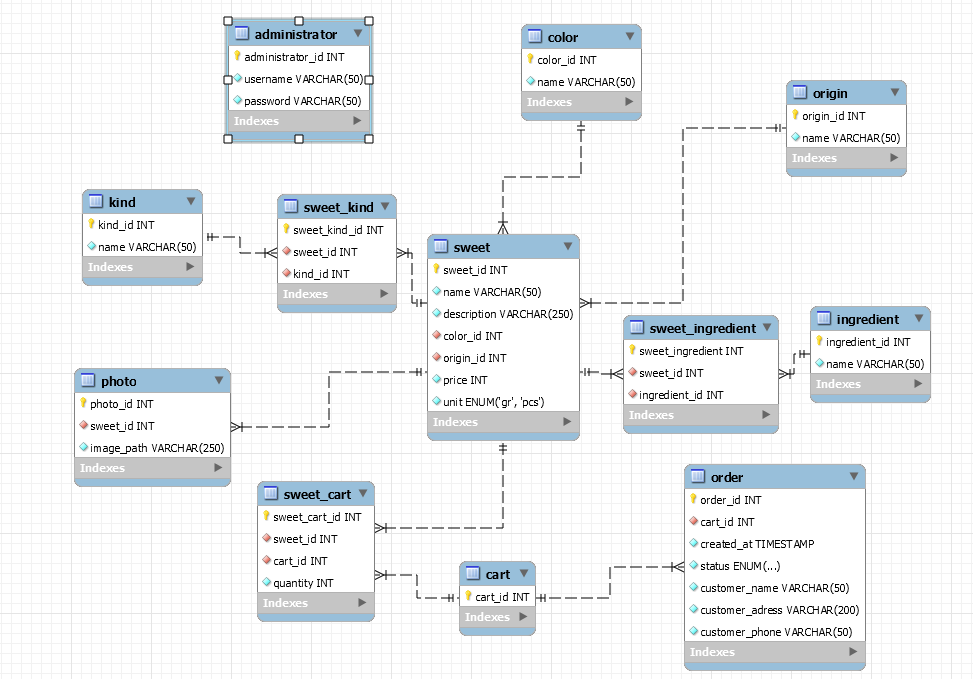 administrator
administrator_id INT
username VARCHAR(50)
password VARCHAR(50)
Indexes
color
color_id INT
name VARCHAR(50)
Indexes
origin
origin_id INT
name VARCHAR(50)
Indexes
kind
kind_id INT
name VARCHAR(50)
Indexes
sweet_kind
sweet_kind_id INT
sweet_id INT
kind_id INT
Indexes
sweet
sweet_id INT
name VARCHAR(50)
description VARCHAR(250)
color_id INT
origin_id INT
price INT
unit ENUM('gr', 'pcs')
Indexes
sweet_ingredient
sweet_ingredient INT
sweet_id INT
ingredient_id INT
Indexes
ingredient
ingredient_id INT
name VARCHAR(50)
Indexes
photo
photo_id INT
sweet_id INT
image_path VARCHAR(250)
Indexes
sweet_cart
sweet_cart_id INT
sweet_id INT
cart_id INT
quantity INT
Indexes
cart
cart_id INT
Indexes
order
order_id INT
cart_id INT
created_at TIMESTAMP
status ENUM(...)
customer_name VARCHAR(50)
customer_adress VARCHAR(200)
customer_phone VARCHAR(50)
Indexes